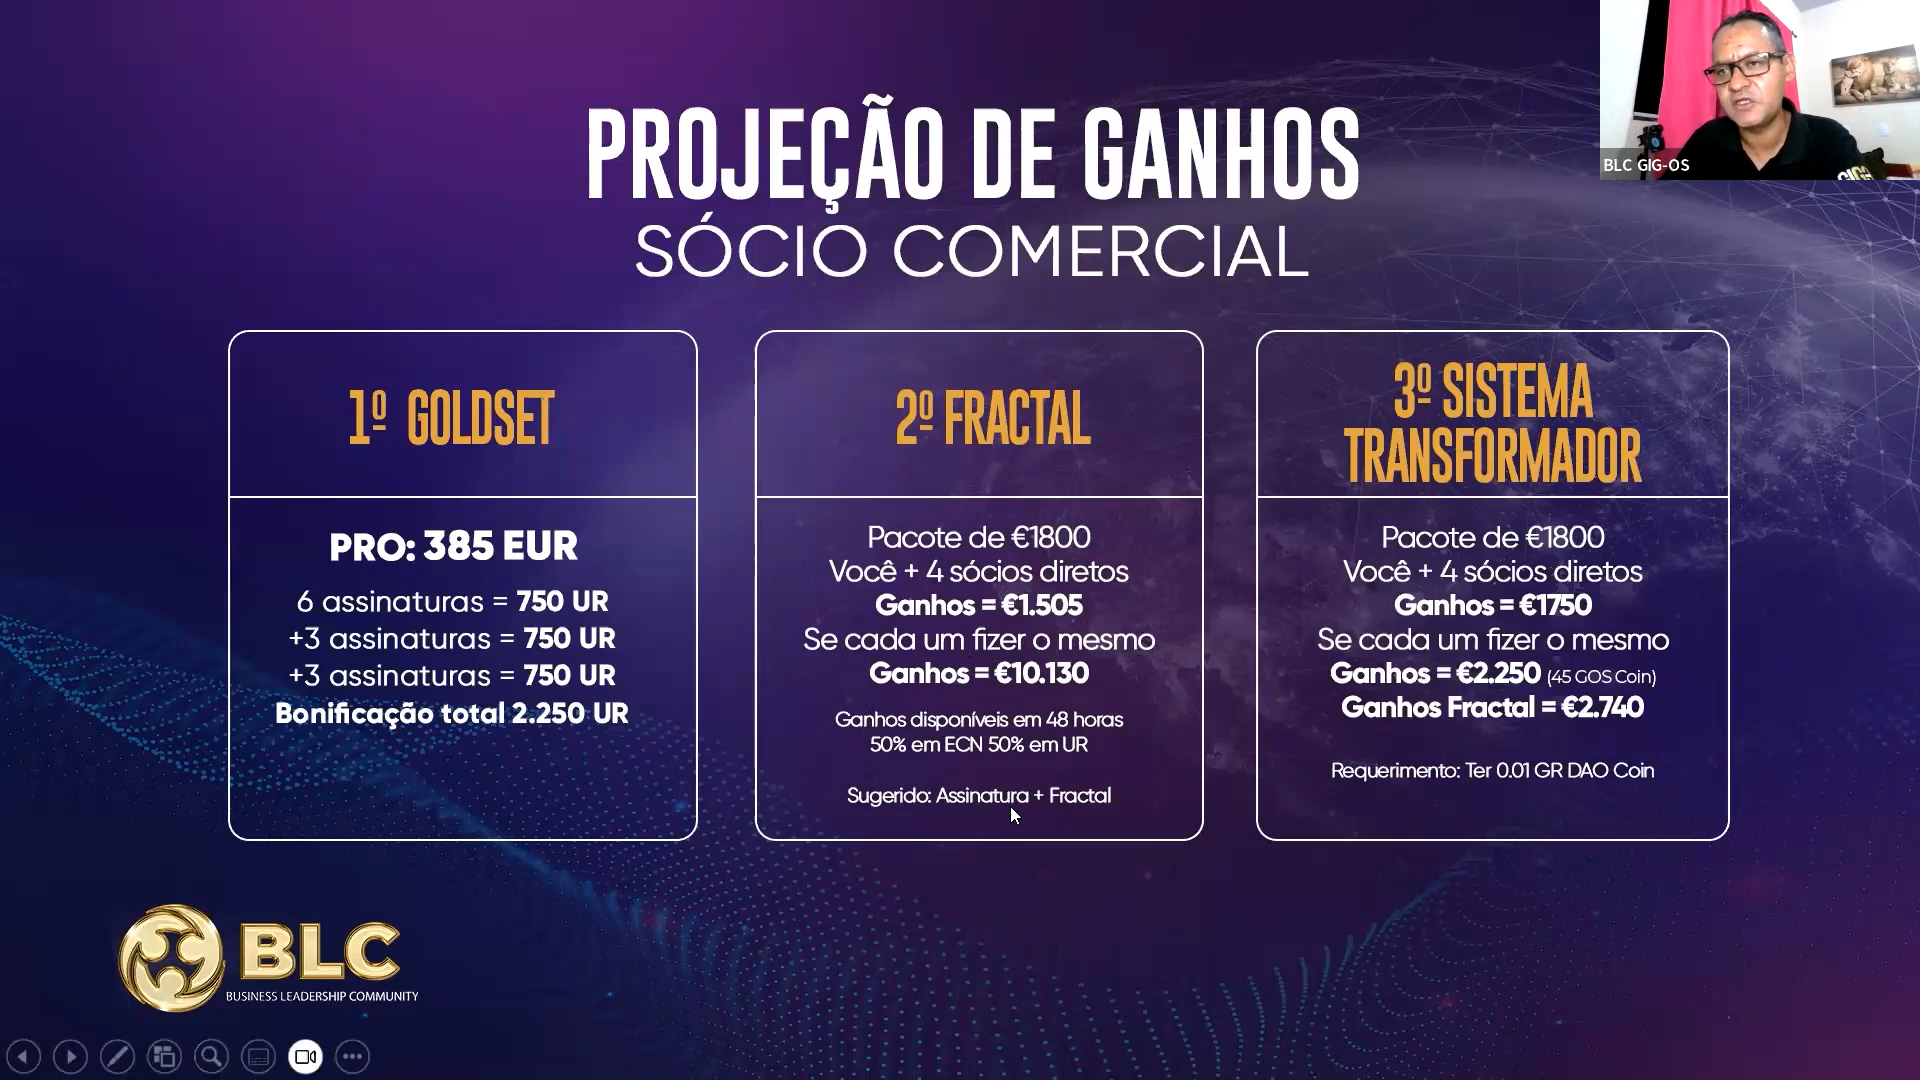 BLC GIG-OS
PROJEÇÃO DE GANHOS
SÓCIO COMERCIAL
1º GOLDSET
PRO: 385 EUR
6 assinaturas = 750 UR
+3 assinaturas = 750 UR
+3 assinaturas = 750 UR
Bonificação total 2.250 UR
2º FRACTAL
Pacote de €1800
Você + 4 sócios diretos
Ganhos = €1.505
Se cada um fizer o mesmo
Ganhos = €10.130
Ganhos disponíveis em 48 horas
50% em ECN 50% em UR
Sugerido: Assinatura + Fractal
3º SISTEMA
TRANSFORMADOR
Pacote de €1800
Você + 4 sócios diretos
Ganhos = €1750
Se cada um fizer o mesmo
Ganhos = €2.250 (45 GOS Coin)
Ganhos Fractal = €2.740
Requerimento: Ter 0.01 GR DAO Coin
BLC
BUSINESS LEADERSHIP COMMUNITY